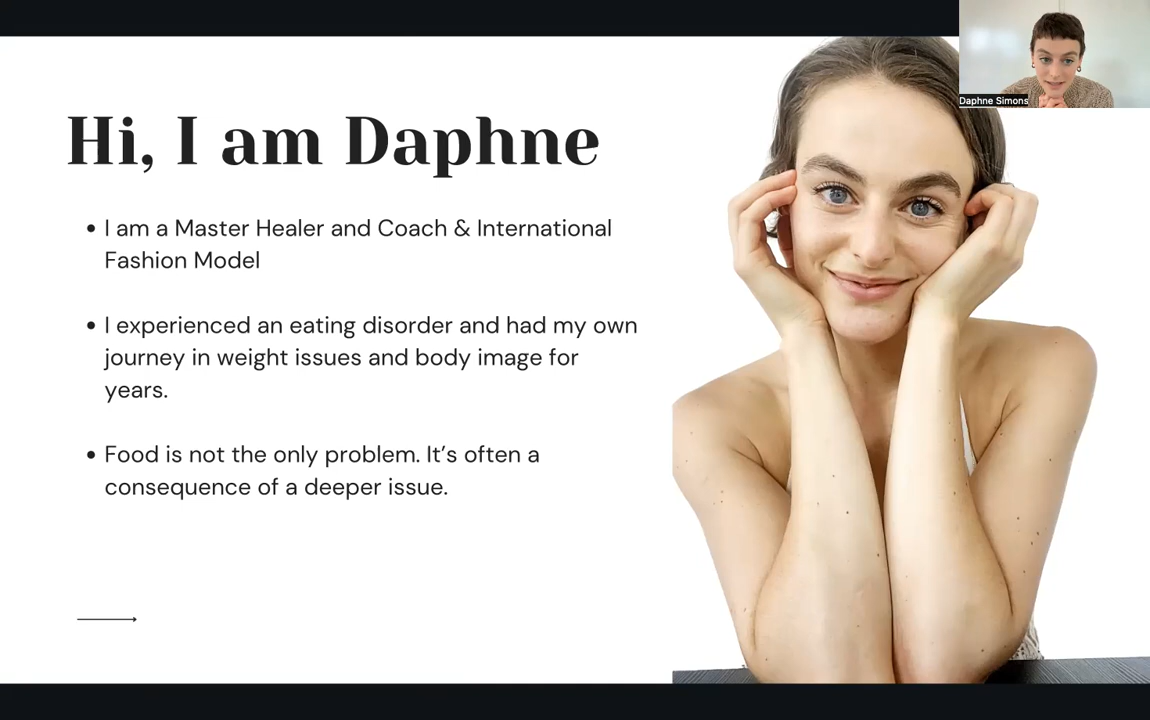 Daphne Simons
Hi, I am Daphne
• I am a Master Healer and Coach & International
Fashion Model
• I experienced an eating disorder and had my own
journey in weight issues and body image for
years.
• Food is not the only problem. It’s often a
consequence of a deeper issue.